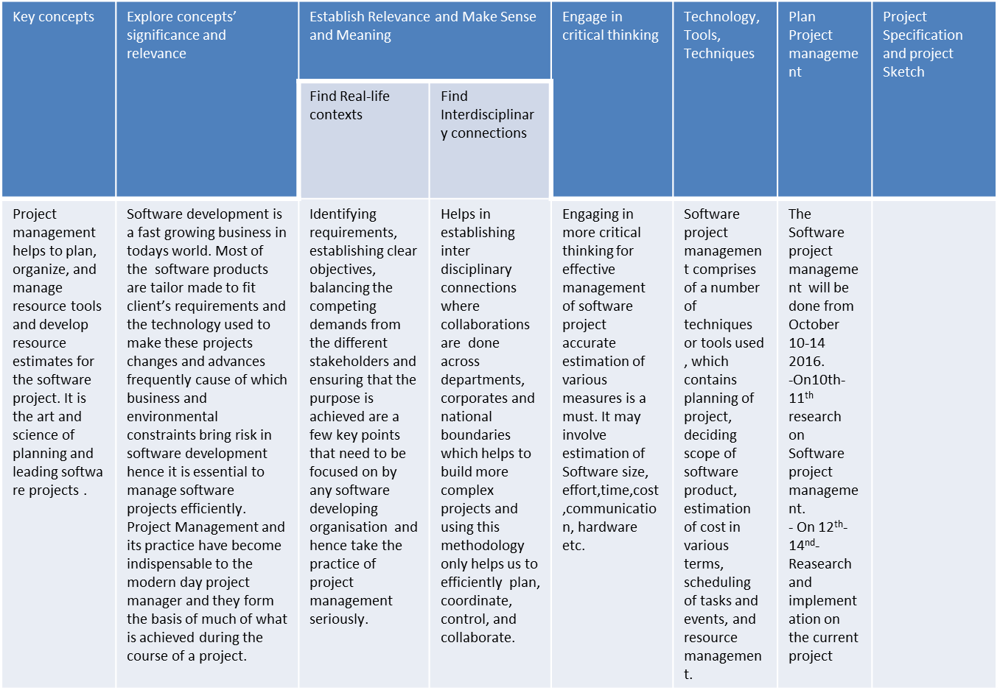 Key concepts
Explore concepts’
significance and
relevance
Establish Relevance and Make Sense
and Meaning
Engage in
critical thinking
Technology,
Tools,
Techniques
Plan
Project
manageme
nt
Project
Specification
and project
Sketch
Find Real-life
contexts
Find
Interdisciplinar
y connections
Project
management
helps to plan,
organize, and
manage
resource tools
and develop
resource
estimates for
the software
project. It is
the art and
science of
planning and
leading softwa
re projects .
Software development is
a fast growing business in
todays world. Most of
the software products
are tailor made to fit
client’s requirements and
the technology used to
make these projects
changes and advances
frequently cause of which
business and
environmental
constraints bring risk in
software development
hence it is essential to
manage software
projects efficiently.
Project Management and
its practice have become
indispensable to the
modern day project
manager and they form
the basis of much of what
is achieved during the
course of a project.
Identifying
requirements,
establishing clear
objectives,
balancing the
competing
demands from
the different
stakeholders and
ensuring that the
purpose is
achieved are a
few key points
that need to be
focused on by
any software
developing
organisation and
hence take the
practice of
project
management
seriously.
Helps in
establishing
inter
disciplinary
connections
where
collaborations
are done
across
departments,
corporates and
national
boundaries
which helps to
build more
complex
projects and
using this
methodology
only helps us to
efficiently plan,
coordinate,
control, and
collaborate.
Engaging in
more critical
thinking for
effective
management
of software
project
accurate
estimation of
various
measures is a
must. It may
involve
estimation of
Software size,
effort,time,cost
,communicatio
n, hardware
etc.
Software
project
managemen
t comprises
of a number
of
techniques
or tools used
, which
contains
planning of
project,
deciding
scope of
software
product,
estimation
of cost in
various
terms,
scheduling
of tasks and
events, and
resource
managemen
t.
The
Software
project
manageme
nt will be
done from
October
10-14
2016.
-On10th-
11th
research
on
Software
project
manageme
nt.
- On 12th-
14nd-
Reasearch
and
implement
ation on
the current
project